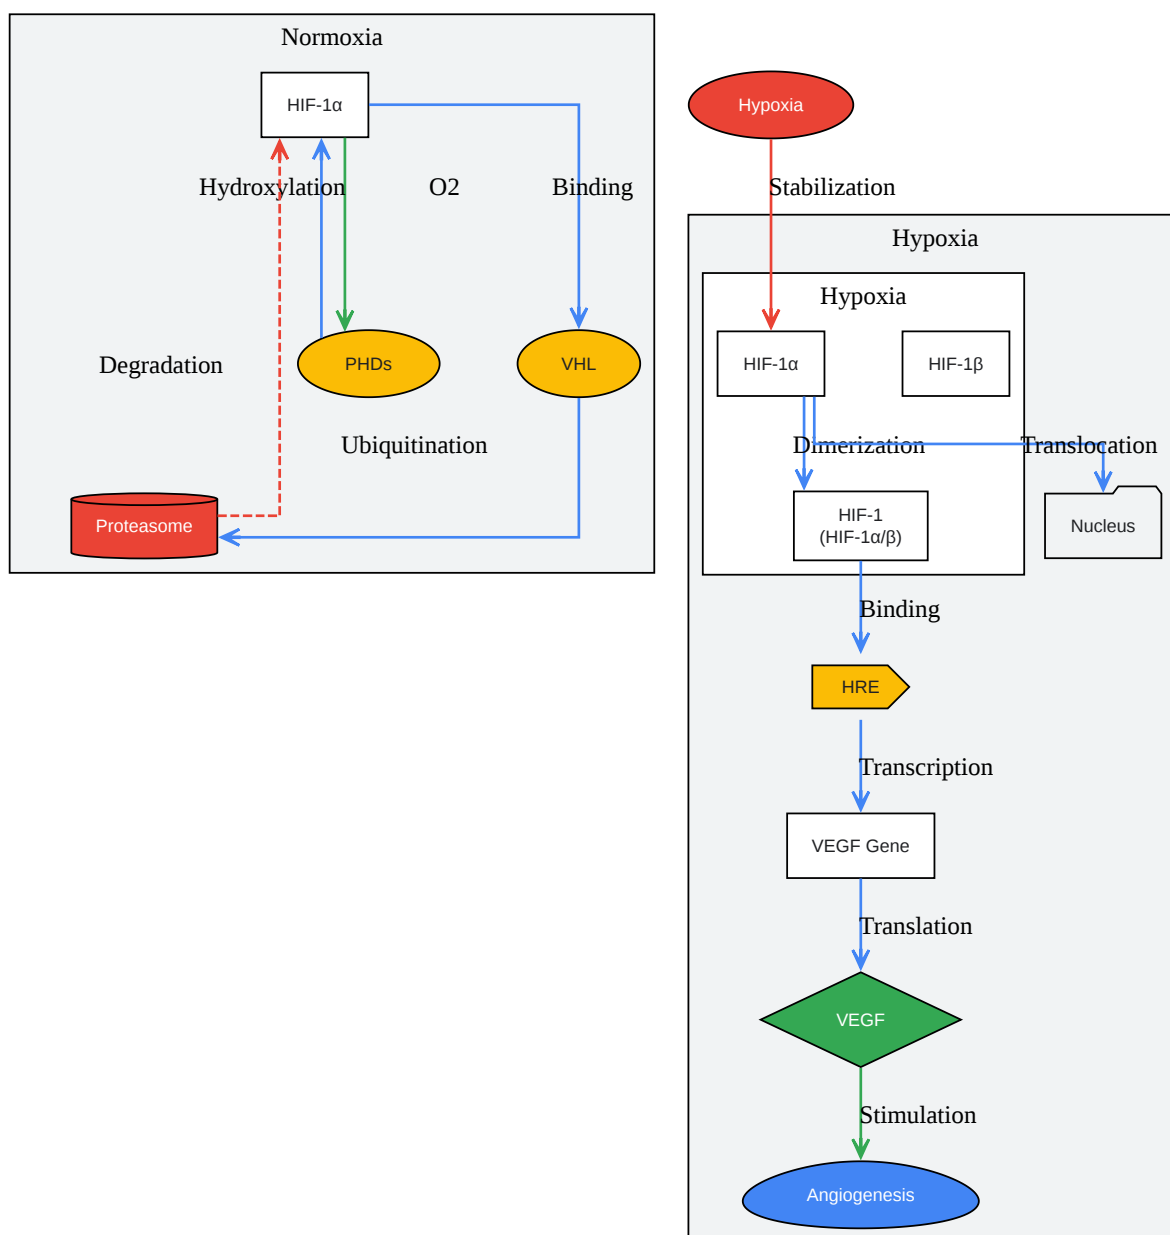 Normoxia
HIF-1α
Hydroxylation
O2
Binding
PHDs
VHL
Degradation
Ubiquitination
Proteasome
Hypoxia
Stabilization
Hypoxia
Hypoxia
HIF-1α
HIF-1β
Dimerization
Translocation
HIF-1
(HIF-1α/β)
Nucleus
Binding
HRE
Transcription
VEGF Gene
Translation
VEGF
Stimulation
Angiogenesis